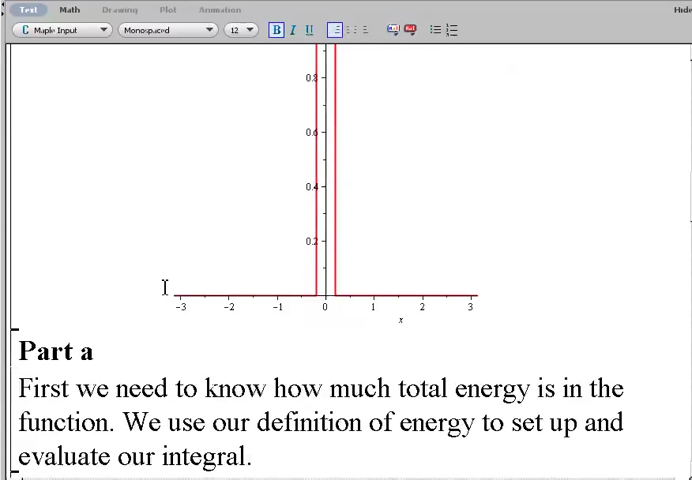 Text Math Drawing Plot Animation Hide
C Maple Input Monospaced 12 B I U
0.8
0.6
0.4
0.2
-3 -2 -1 0 1 2 3
x
Part a
First we need to know how much total energy is in the
function. We use our definition of energy to set up and
evaluate our integral.